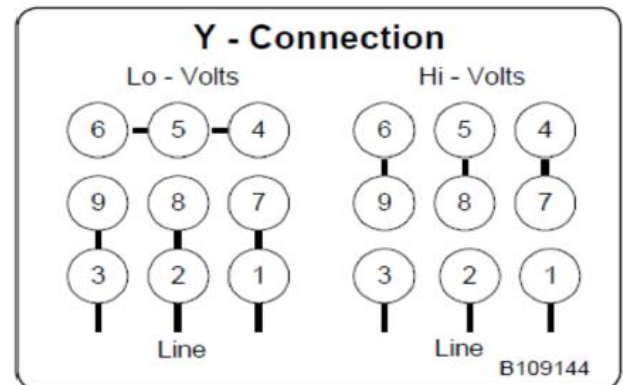 Y - Connection
Lo - Volts Hi - Volts
6 5 4 6 5 4
9 8 7 9 8 7
3 2 1 3 2 1
Line Line
B109144